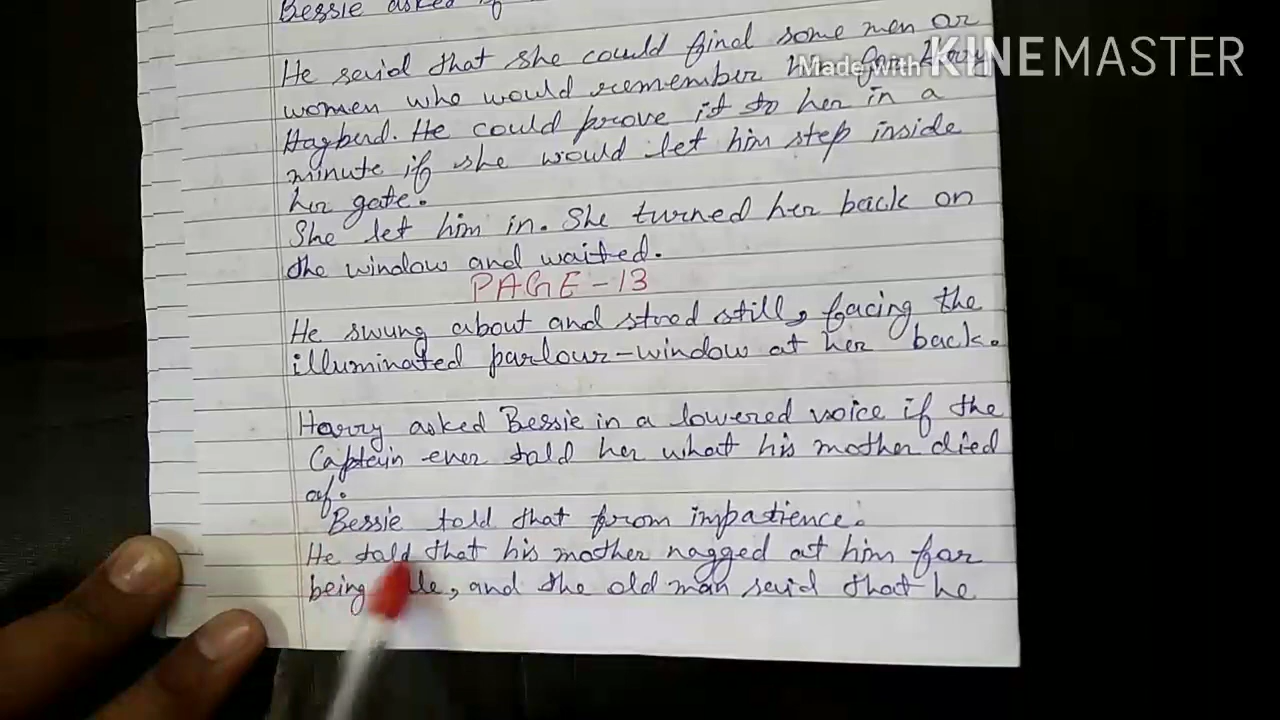 Bessie asked if
He said that she could find some men or
women who would remember for Harry
Hagberd. He could prove it to her in a
minute if she would let him step inside
her gate.
She let him in. She turned her back on
the window and waited.
PAGE-13
He swung about and stood still, facing the
illuminated parlour-window at her back.
Harry asked Bessie in a lowered voice if the
Captain ever told her what his mother died
of.
Bessie told that from impatience.
He told that his mother nagged at him for
being, and the old man said that he
Made with KINEMASTER